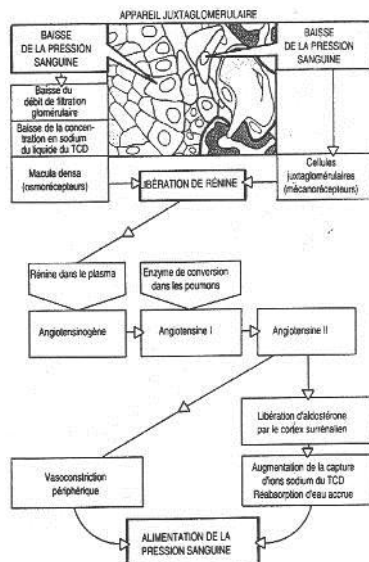 APPAREIL JUXTAGLOMERULAIRE
BAISSE
DE LA PRESSION
SANGUINE
BAISSE
DE LA PRESSION
SANGUINE
Baisse du
débit de filtration
glomérulaire
Baisse de la concen-
tration en sodium
du liquide du TCD
Macula densa
(osmorécepteurs)
LIBÉRATION DE RÉNINE
Cellules
juxtaglomérulaires
(mécanorécepteurs)
Rénine dans le plasma
Enzyme de conversion
dans les poumons
Angiotensinogène
Angiotensine I
Angiotensine II
Libération d'aldostérone
par le cortex surrénalien
Vasoconstriction
périphérique
Augmentation de la capture
d'ions sodium du TCD
Réabsorption d'eau accrue
ALIMENTATION DE LA
PRESSION SANGUINE